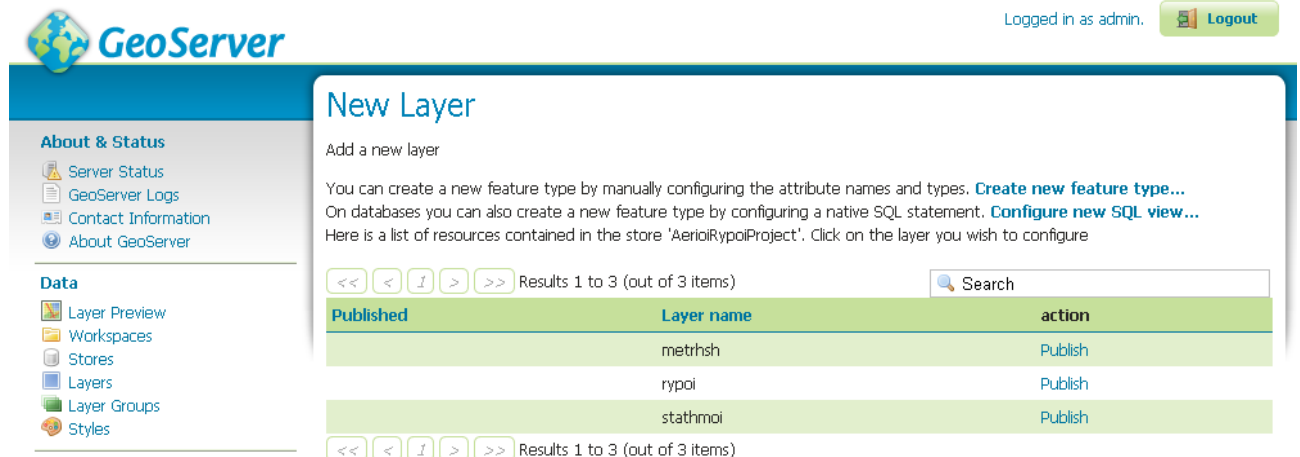 GeoServer
Logged in as admin.
Logout
New Layer
Add a new layer
You can create a new feature type by manually configuring the attribute names and types. Create new feature type...
On databases you can also create a new feature type by configuring a native SQL statement. Configure new SQL view...
Here is a list of resources contained in the store 'AerioiRypoiProject'. Click on the layer you wish to configure
<< < 1 > >> Results 1 to 3 (out of 3 items)
Search
Published Layer name action
metrhsh Publish
rypoi Publish
stathmoi Publish
<< < 1 > >> Results 1 to 3 (out of 3 items)
About & Status
Server Status
GeoServer Logs
Contact Information
About GeoServer
Data
Layer Preview
Workspaces
Stores
Layers
Layer Groups
Styles